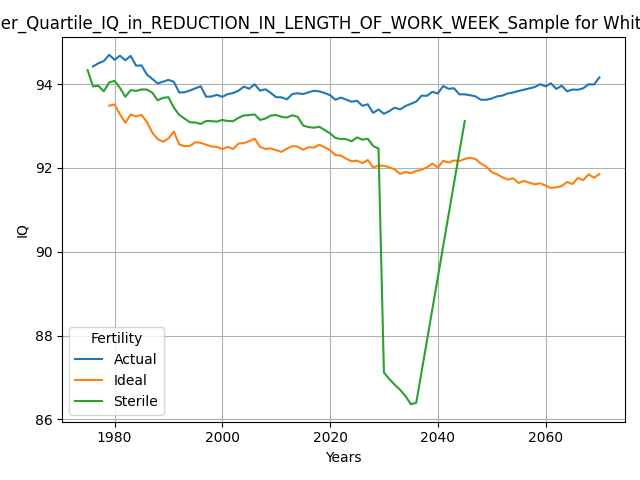 er_Quartile_IQ_in_REDUCTION_IN_LENGTH_OF_WORK_WEEK_Sample for Whit
94
92
90
88
86
IQ
Fertility
Actual
Ideal
Sterile
1980 2000 2020 2040 2060
Years